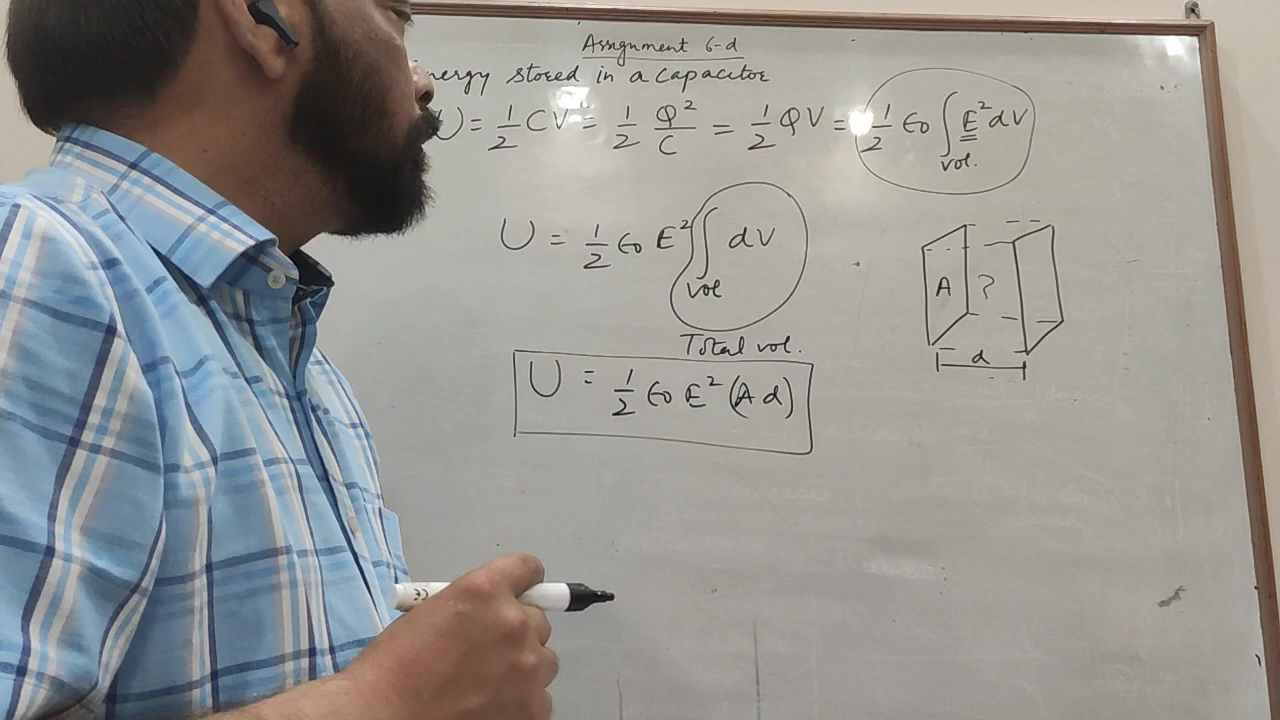 Assignment 6-d
nergy stored in a capacitor
U = 1/2 CV² = 1/2 Q²/C = 1/2 QV = 1/2 ϵ0 ∫vol. E² dV
U = 1/2 ϵ0 E² ∫vol dV
Total vol.
U = 1/2 ϵ0 E² (A d)
A ?
d
CE